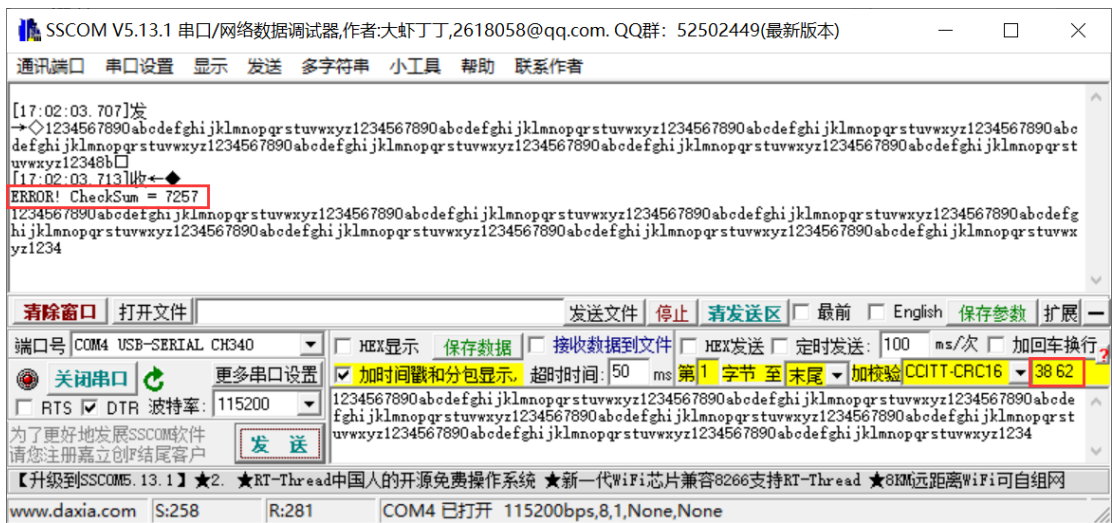 SSCOM V5.13.1 串口/网络数据调试器,作者:大虾丁丁,2618058@qq.com. QQ群：52502449(最新版本)
通讯端口 串口设置 显示 发送 多字符串 小工具 帮助 联系作者
[17:02:03.707]发
→◇1234567890abcdefghijklmnopqrstuvwxyz1234567890abcdefghijklmnopqrstuvwxyz1234567890abcdefghijklmnopqrstuvwxyz1234567890abc
defghijklmnopqrstuvwxyz1234567890abcdefghijklmnopqrstuvwxyz1234567890abcdefghijklmnopqrstuvwxyz1234567890abcdefghijklmnopqrst
uvwxyz12348b□
[17:02:03.713]收←◆
ERROR! CheckSum = 7257
1234567890abcdefghijklmnopqrstuvwxyz1234567890abcdefghijklmnopqrstuvwxyz1234567890abcdefghijklmnopqrstuvwxyz1234567890abcdefg
hijklmnopqrstuvwxyz1234567890abcdefghijklmnopqrstuvwxyz1234567890abcdefghijklmnopqrstuvwxyz1234567890abcdefghijklmnopqrstuvwx
yz1234
清除窗口 打开文件 发送文件 停止 清发送区 最前 English 保存参数 扩展 —
端口号 COM4 USB-SERIAL CH340 HEX显示 保存数据 接收数据到文件 HEX发送 定时发送: 100 ms/次 加回车换行 ?
关闭串口 更多串口设置 加时间戳和分包显示, 超时时间: 50 ms 第 1 字节 至 末尾 加校验 CCITT-CRC16 38 62
RTS DTR 波特率: 115200
1234567890abcdefghijklmnopqrstuvwxyz1234567890abcdefghijklmnopqrstuvwxyz1234567890abcde
fghijklmnopqrstuvwxyz1234567890abcdefghijklmnopqrstuvwxyz1234567890abcdefghijklmnopqrst
uvwxyz1234567890abcdefghijklmnopqrstuvwxyz1234567890abcdefghijklmnopqrstuvwxyz1234
为了更好地发展SSCOM软件
请您注册嘉立创F结尾客户
发 送
【升级到SSCOM5.13.1】★2. ★RT-Thread中国人的开源免费操作系统 ★新一代WiFi芯片兼容8266支持RT-Thread ★8KM远距离WiFi可自组网
www.daxia.com S:258 R:281 COM4 已打开 115200bps,8,1,None,None